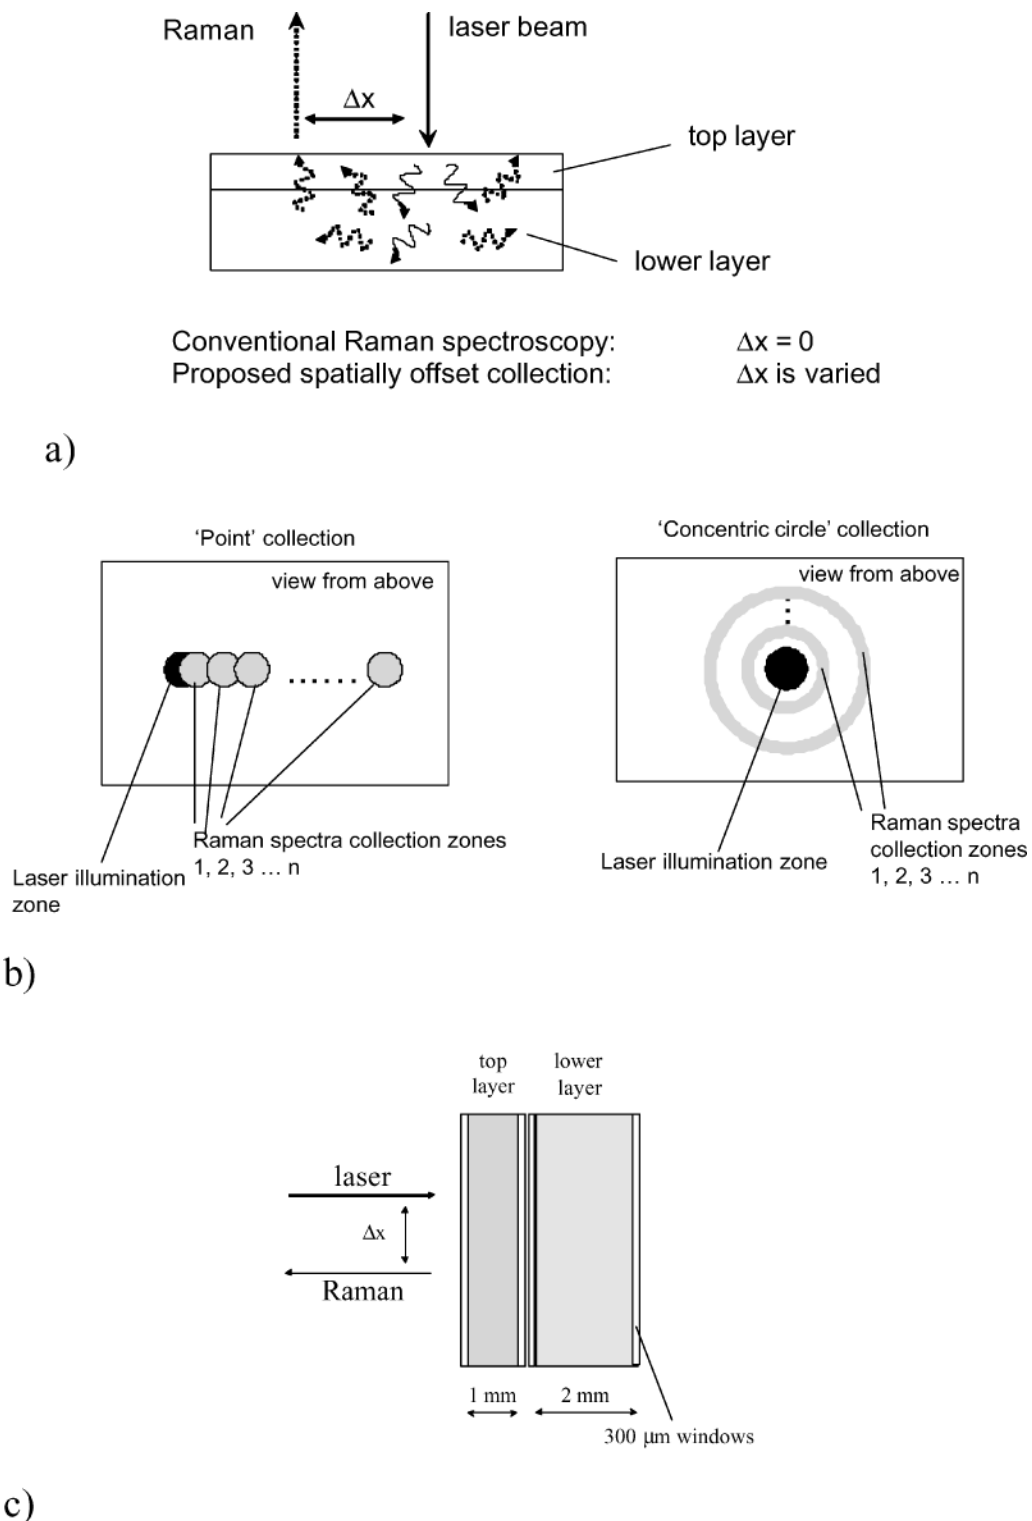 Raman
laser beam
Δx
top layer
lower layer
Conventional Raman spectroscopy: Δx = 0
Proposed spatially offset collection: Δx is varied
a)
‘Point’ collection
view from above
......
Raman spectra collection zones
1, 2, 3 ... n
Laser illumination
zone
‘Concentric circle’ collection
view from above
Laser illumination zone
Raman spectra
collection zones
1, 2, 3 ... n
b)
top
layer
lower
layer
laser
Δx
Raman
1 mm
2 mm
300 μm windows
c)